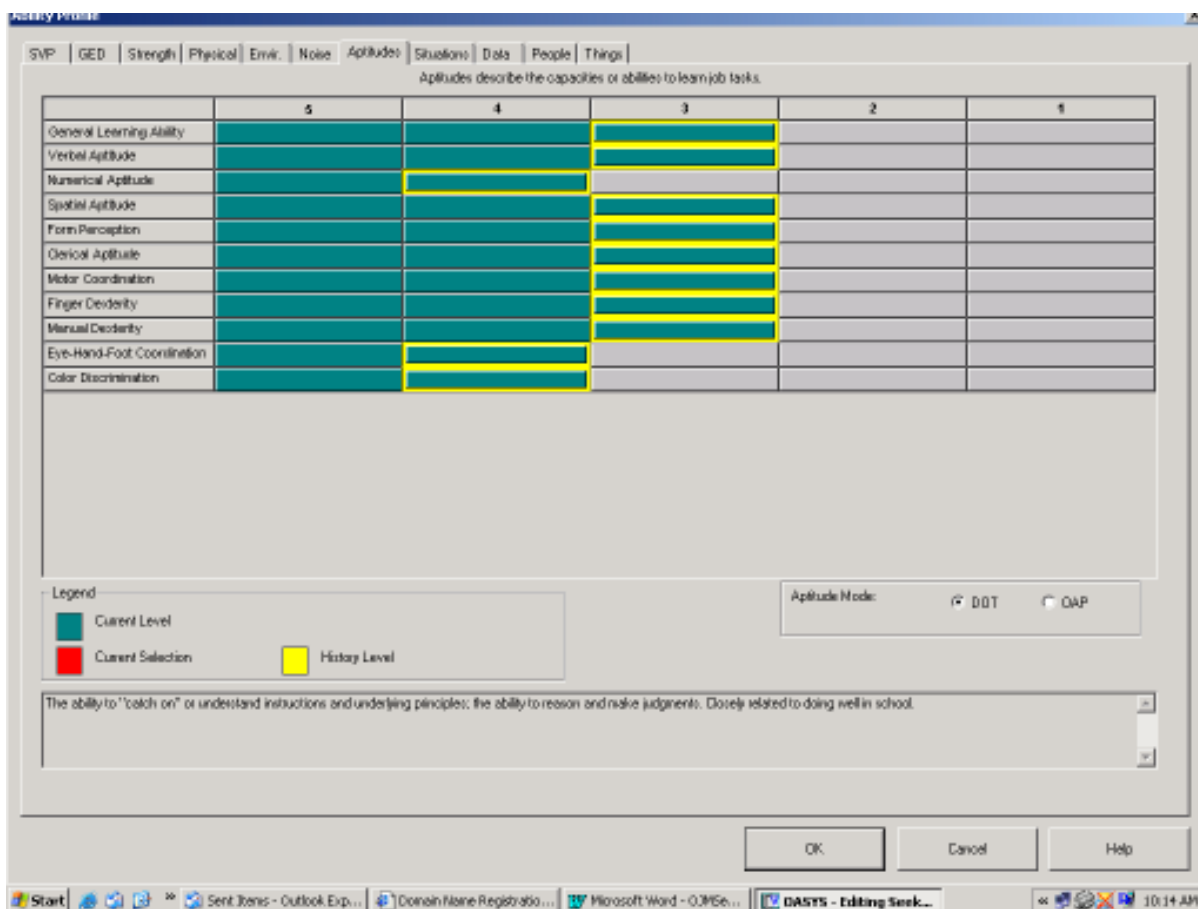 Ability Profile
SVP GED Strength Physical Envir. Noise Aptitudes Situations Data People Things
Aptitudes describe the capacities or abilities to learn job tasks.
5 4 3 2 1
General Learning Ability
Verbal Aptitude
Numerical Aptitude
Spatial Aptitude
Form Perception
Clerical Aptitude
Motor Coordination
Finger Dexterity
Manual Dexterity
Eye-Hand-Foot Coordination
Color Discrimination
Legend
Current Level
Current Selection History Level
Aptitude Mode: DOT OAP
The ability to "catch on" or understand instructions and underlying principles; the ability to reason and make judgments. Closely related to doing well in school.
OK Cancel Help
Start Sent Items - Outlook Exp... Domain Name Registratio... Microsoft Word - OJMSe... OASYS - Editing Seek... 10:14 AM